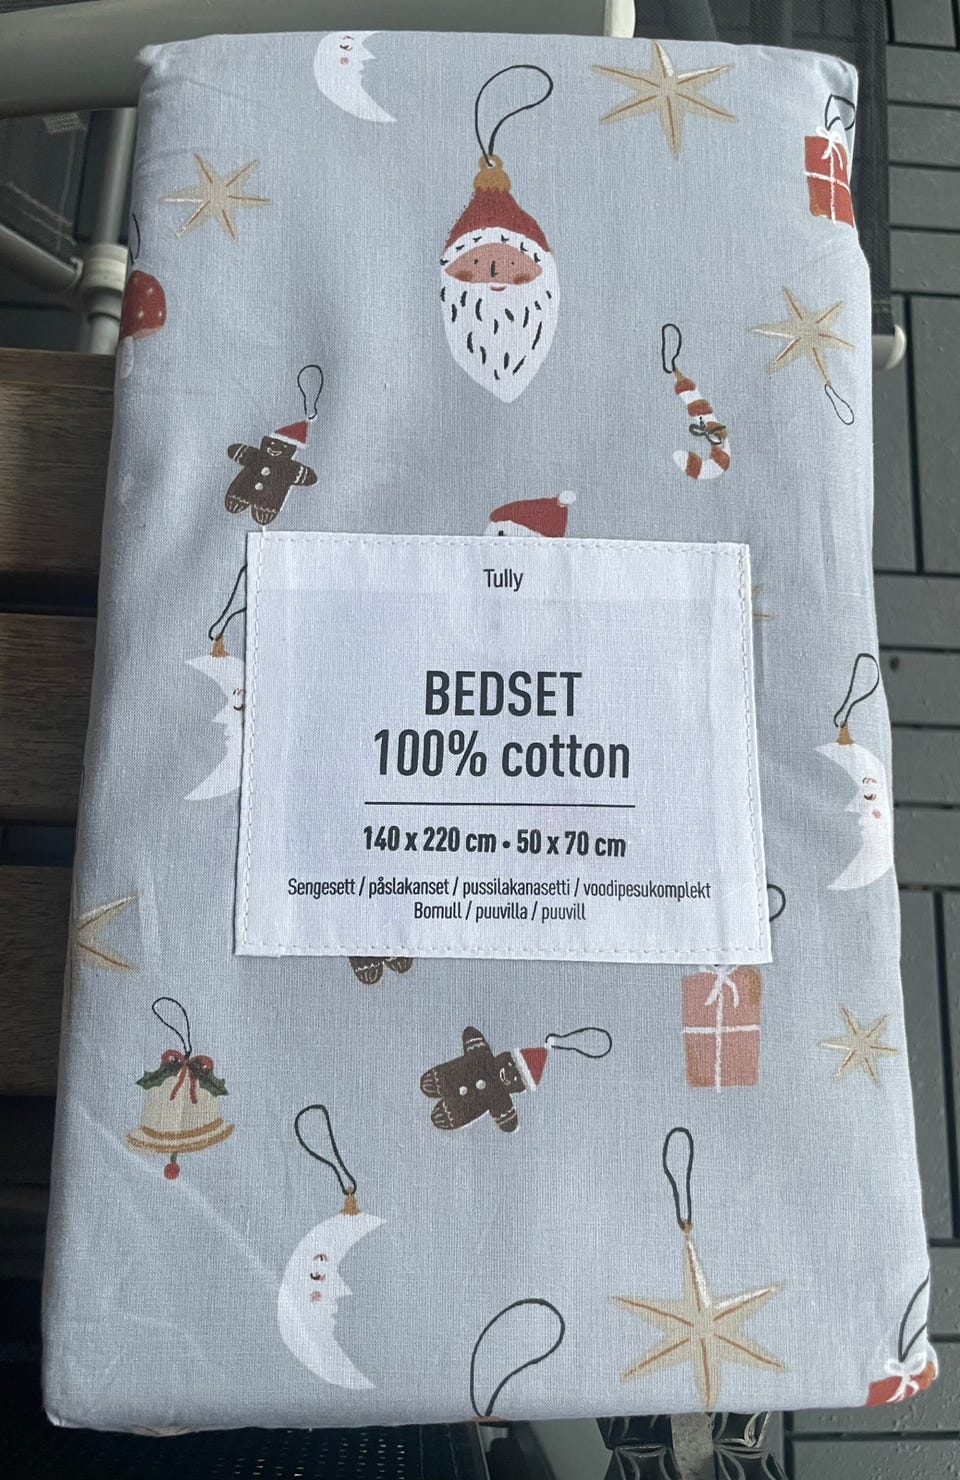 Tully
BEDSET
100% cotton
140 x 220 cm • 50 x 70 cm
Sengesett / påslakanset / pussilakanasetti / voodipesukomplekt
Bomull / puuvilla / puuvill